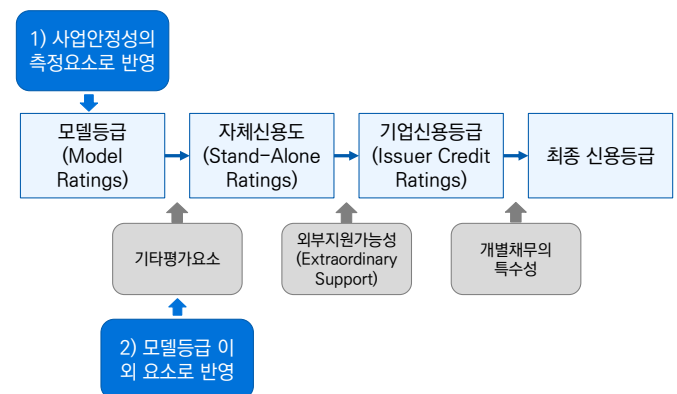 1) 사업안정성의
측정요소로 반영
모델등급
(Model
Ratings)
자체신용도
(Stand-Alone
Ratings)
기업신용등급
(Issuer Credit
Ratings)
최종 신용등급
기타평가요소
외부지원가능성
(Extraordinary
Support)
개별채무의
특수성
2) 모델등급 이
외 요소로 반영